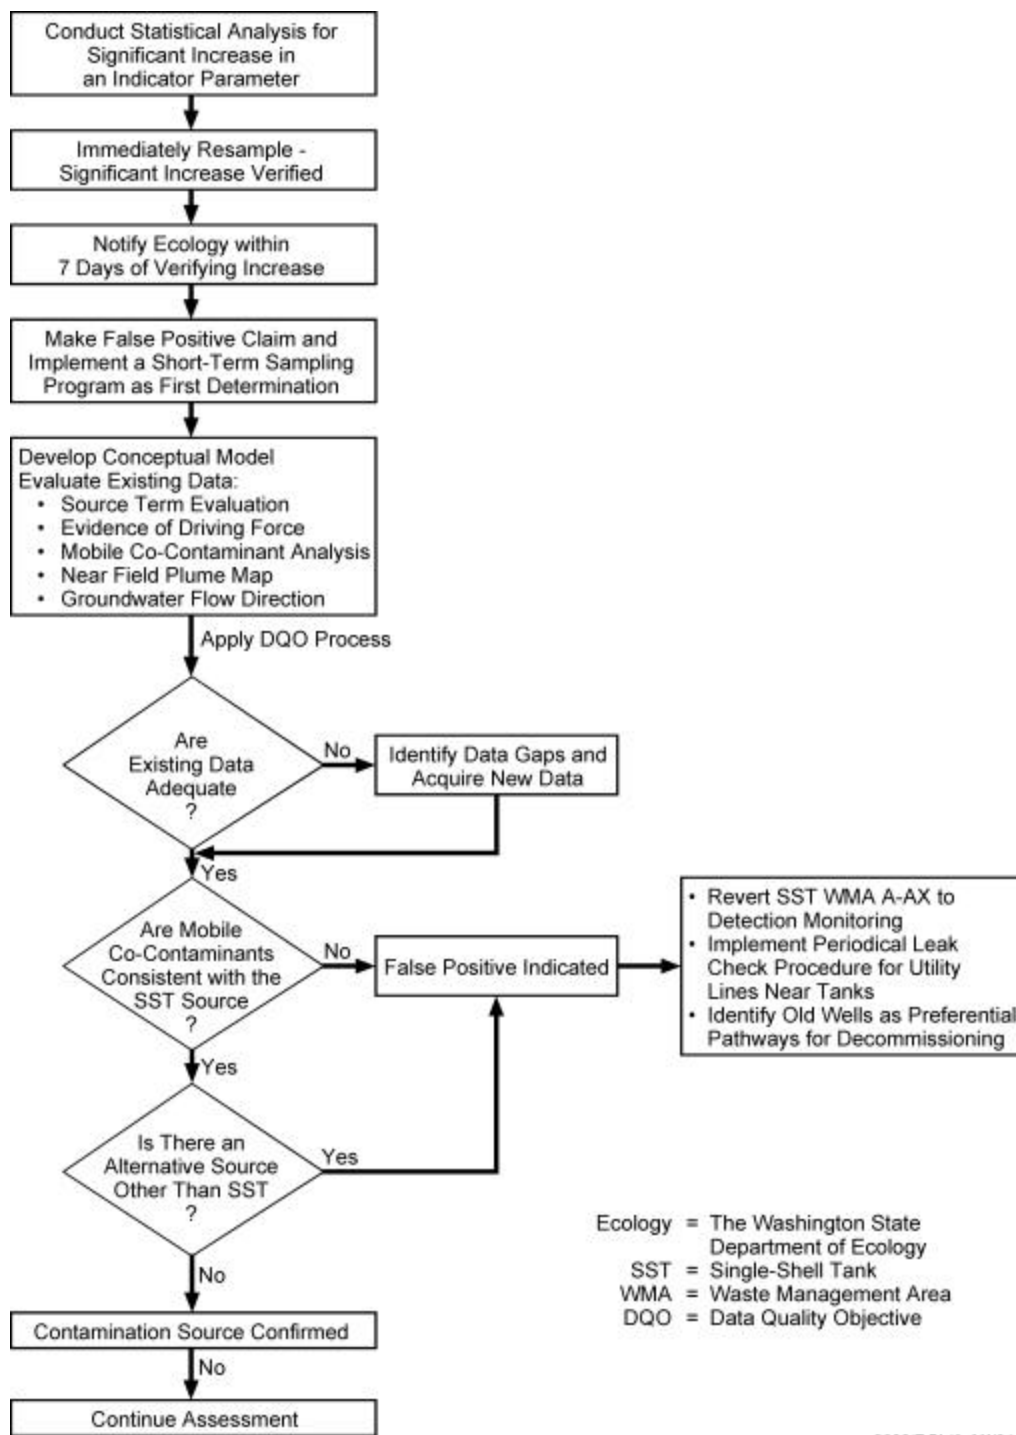 Conduct Statistical Analysis for
Significant Increase in
an Indicator Parameter
Immediately Resample -
Significant Increase Verified
Notify Ecology within
7 Days of Verifying Increase
Make False Positive Claim and
Implement a Short-Term Sampling
Program as First Determination
Develop Conceptual Model
Evaluate Existing Data:
• Source Term Evaluation
• Evidence of Driving Force
• Mobile Co-Contaminant Analysis
• Near Field Plume Map
• Groundwater Flow Direction
Apply DQO Process
Are
Existing Data
Adequate
?
No
Identify Data Gaps and
Acquire New Data
Yes
Are Mobile
Co-Contaminants
Consistent with the
SST Source
?
No
False Positive Indicated
• Revert SST WMA A-AX to
Detection Monitoring
• Implement Periodical Leak
Check Procedure for Utility
Lines Near Tanks
• Identify Old Wells as Preferential
Pathways for Decommissioning
Yes
Is There an
Alternative Source
Other Than SST
?
Yes
No
Contamination Source Confirmed
No
Continue Assessment
Ecology = The Washington State
Department of Ecology
SST = Single-Shell Tank
WMA = Waste Management Area
DQO = Data Quality Objective